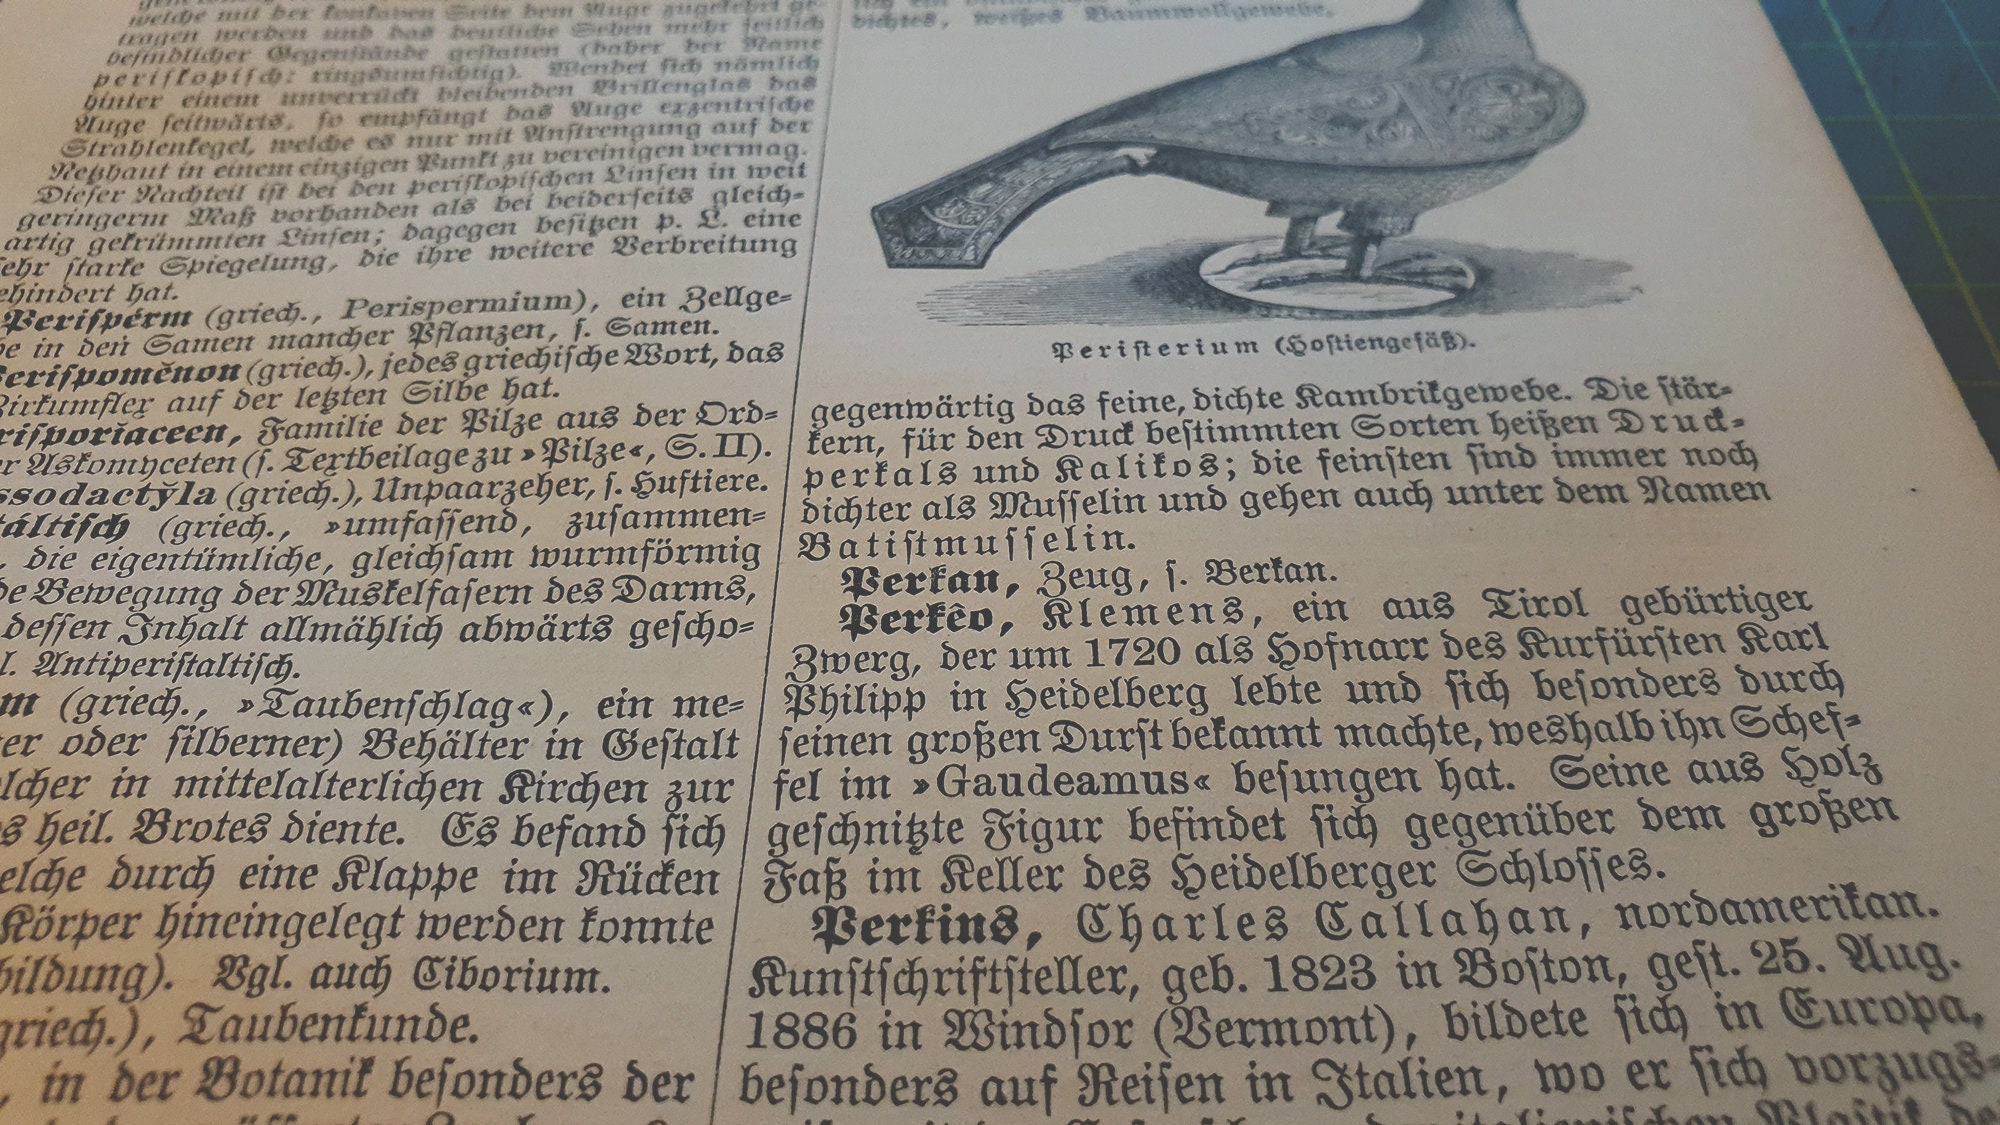 welche mit der konkaven Seite dem Auge zugekehrt ge-
tragen werden und das deutliche Sehen mehr seitlich
befindlicher Gegenstände gestatten (daher der Name
periskopisch: ringsumsichtig). Wendet sich nämlich
hinter einem unverrückt bleibenden Brillenglas das
Auge seitwärts, so empfängt das Auge exzentrische
Strahlenkegel, welche es nur mit Anstrengung auf der
Netzhaut in einem einzigen Punkt zu vereinigen vermag.
Dieser Nachteil ist bei den periskopischen Linsen in weit
geringerm Maß vorhanden als bei beiderseits gleich-
artig gekrümmten Linsen; dagegen besitzen p. L. eine
sehr starke Spiegelung, die ihre weitere Verbreitung
ehindert hat.
Perispérm (griech., Perispermium), ein Zellge-
be in den Samen mancher Pflanzen, s. Samen.
Perispomĕnon (griech.), jedes griechische Wort, das
Zirkumflex auf der letzten Silbe hat.
risporiaceen, Familie der Pilze aus der Ord-
er Askomyceten (s. Textbeilage zu »Pilze«, S. II).
ssodactyla (griech.), Unpaarzeher, s. Huftiere.
táltisch (griech., »umfassend, zusammen-
, die eigentümliche, gleichsam wurmförmig
de Bewegung der Muskelfasern des Darms,
dessen Inhalt allmählich abwärts gescho-
l. Antiperistaltisch.
m (griech., »Taubenschlag«), ein me-
er oder silberner) Behälter in Gestalt
elcher in mittelalterlichen Kirchen zur
s heil. Brotes diente. Es befand sich
elche durch eine Klappe im Rücken
Körper hineingelegt werden konnte
bildung). Vgl. auch Ciborium.
griech.), Taubenkunde.
, in der Botanik besonders der
dichtes, weißes Baumwollgewebe,
Peristerium (Hostiengefäß).
gegenwärtig das feine, dichte Kambrikgewebe. Die stär-
kern, für den Druck bestimmten Sorten heißen Druck-
perkals und Kalikos; die feinsten sind immer noch
dichter als Musselin und gehen auch unter dem Namen
Batistmusselin.
Perkan, Zeug, s. Berkan.
Perkêo, Klemens, ein aus Tirol gebürtiger
Zwerg, der um 1720 als Hofnarr des Kurfürsten Karl
Philipp in Heidelberg lebte und sich besonders durch
seinen großen Durst bekannt machte, weshalb ihn Schef-
fel im »Gaudeamus« besungen hat. Seine aus Holz
geschnitzte Figur befindet sich gegenüber dem großen
Faß im Keller des Heidelberger Schlosses.
Perkins, Charles Callahan, nordamerikan.
Kunstschriftsteller, geb. 1823 in Boston, gest. 25. Aug.
1886 in Windsor (Vermont), bildete sich in Europa,
besonders auf Reisen in Italien, wo er sich vorzugs-
italienischen Plastik